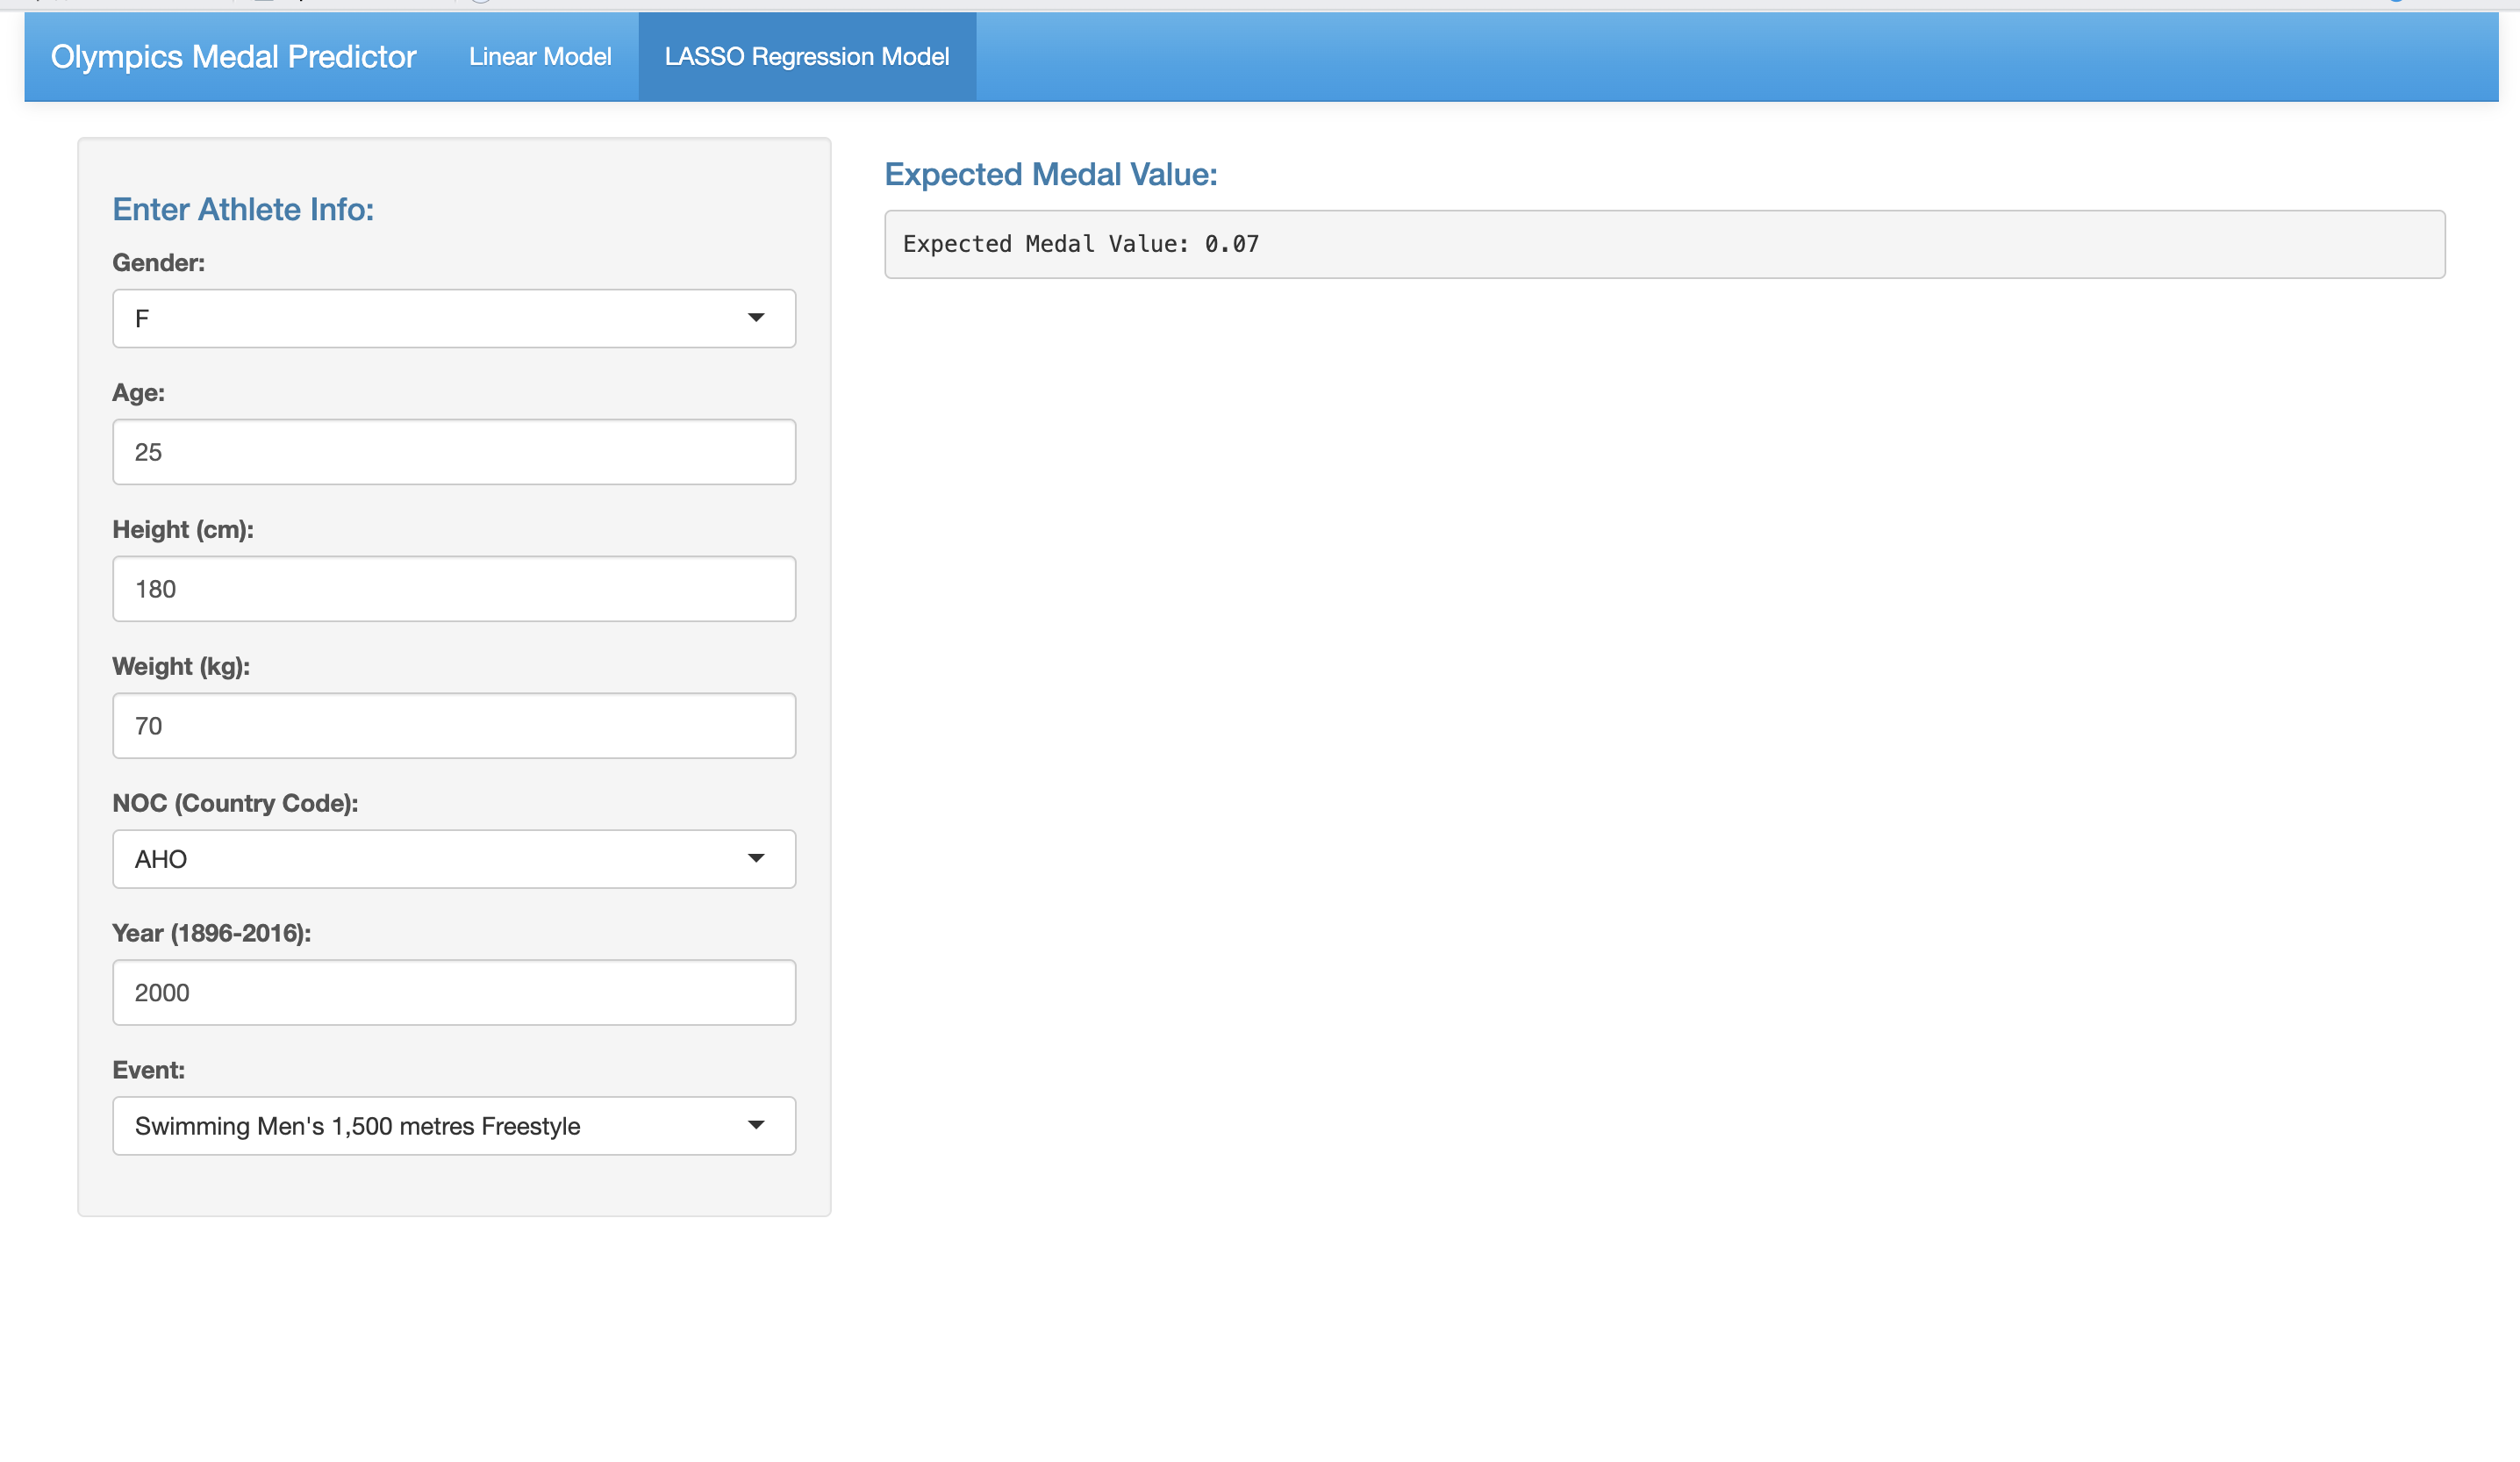 Olympics Medal Predictor Linear Model LASSO Regression Model
Enter Athlete Info:
Gender:
F
Age:
25
Height (cm):
180
Weight (kg):
70
NOC (Country Code):
AHO
Year (1896-2016):
2000
Event:
Swimming Men's 1,500 metres Freestyle
Expected Medal Value:
Expected Medal Value: 0.07